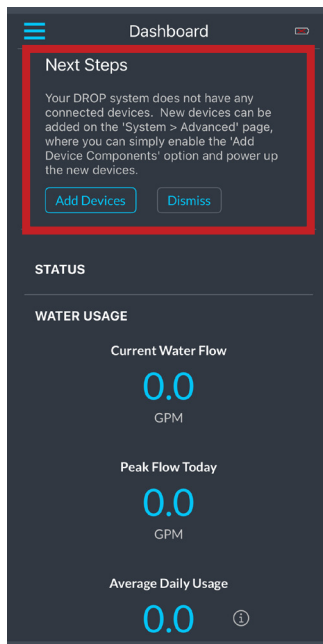 Dashboard
Next Steps
Your DROP system does not have any
connected devices.  New devices can be
added on the 'System > Advanced' page,
where you can simply enable the 'Add
Device Components' option and power up
the new devices.
Add Devices
Dismiss
STATUS
WATER USAGE
Current Water Flow
0.0
GPM
Peak Flow Today
0.0
GPM
Average Daily Usage
0.0